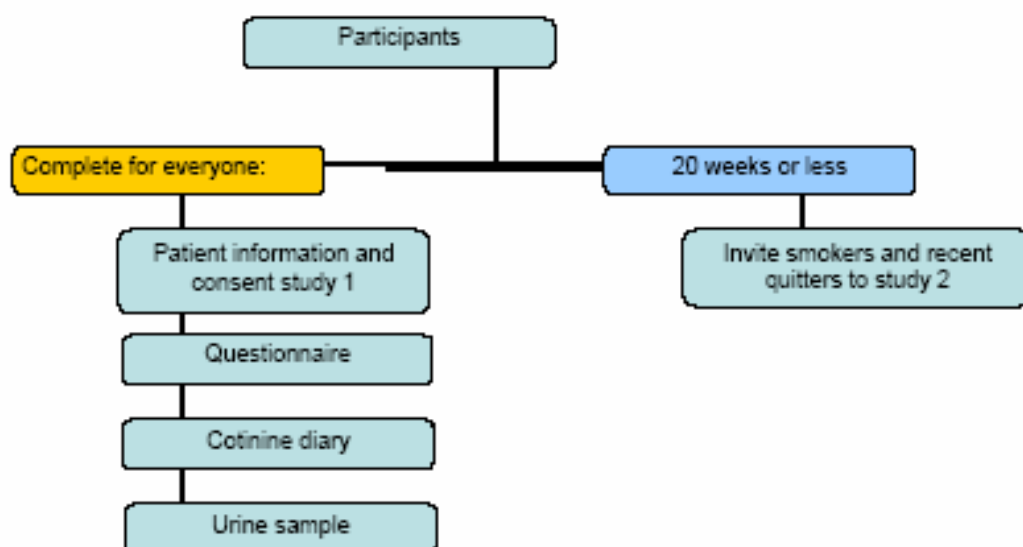 Participants
Complete for everyone:
20 weeks or less
Patient information and
consent study 1
Invite smokers and recent
quitters to study 2
Questionnaire
Cotinine diary
Urine sample